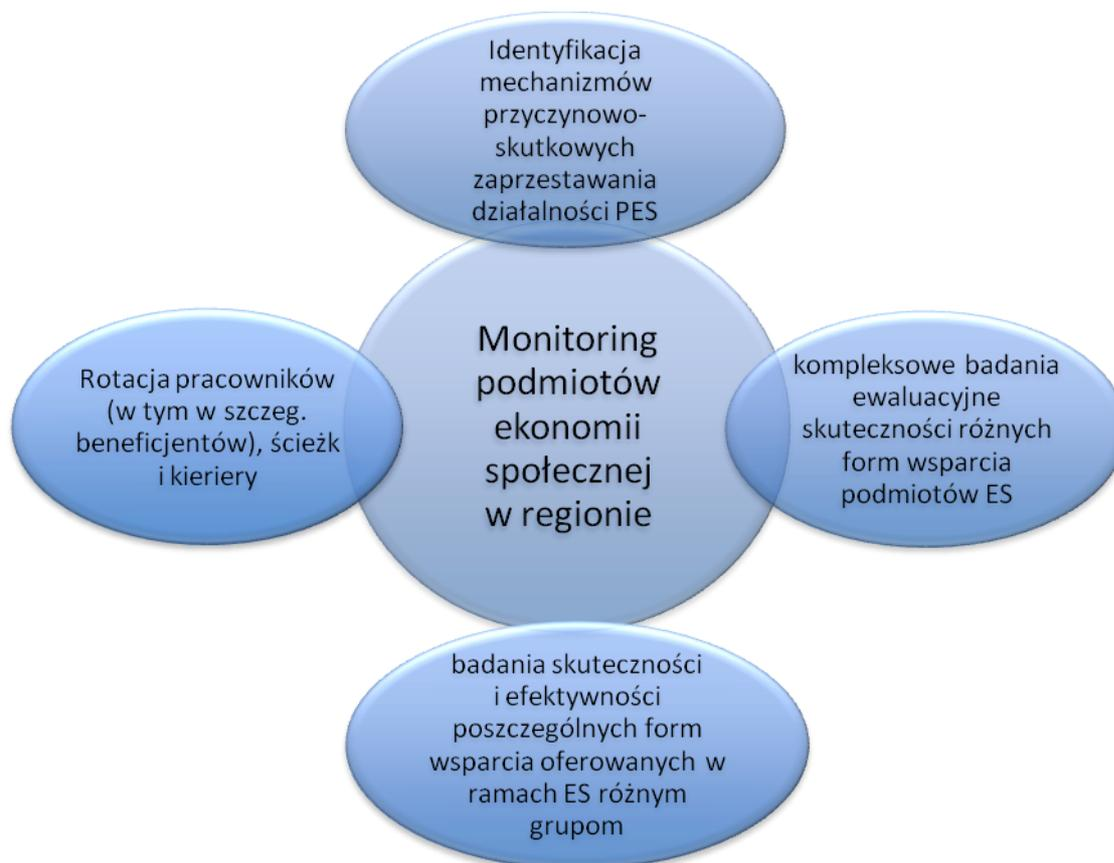 Identyfikacja
mechanizmów
przyczynowo-
skutkowych
zaprzestawania
działalności PES
Rotacja pracowników
(w tym w szczeg.
beneficjentów), ścieżk
i kieriery
Monitoring
podmiotów
ekonomii
społecznej
w regionie
kompleksowe badania
ewaluacyjne
skuteczności różnych
form wsparcia
podmiotów ES
badania skuteczności
i efektywności
poszczególnych form
wsparcia oferowanych w
ramach ES różnym
grupom